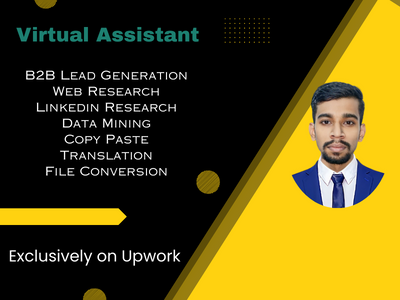 Virtual Assistant
B2B Lead Generation
Web Research
Linkedin Research
Data Mining
Copy Paste
Translation
File Conversion
Exclusively on Upwork